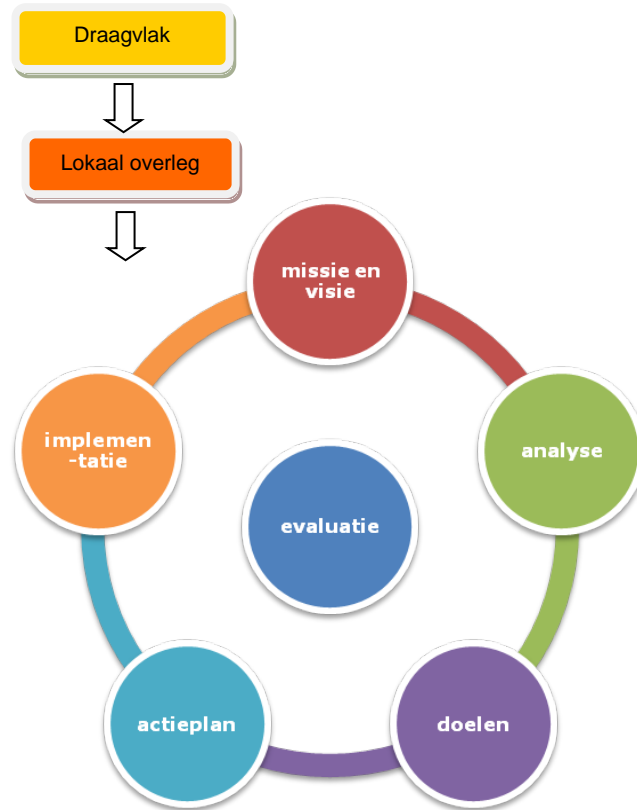 Draagvlak
Lokaal overleg
missie en
visie
implemen
-tatie
analyse
evaluatie
actieplan
doelen